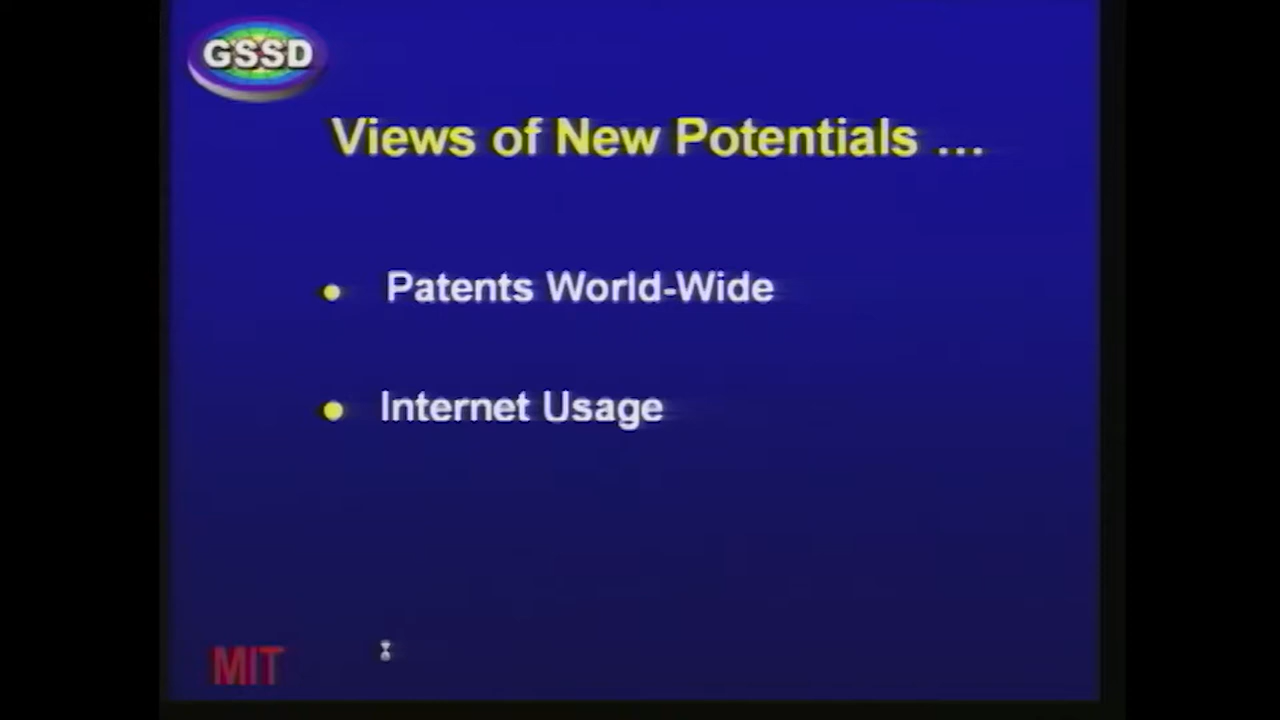 GSSD
Views of New Potentials ...
• Patents World-Wide
• Internet Usage
MIT